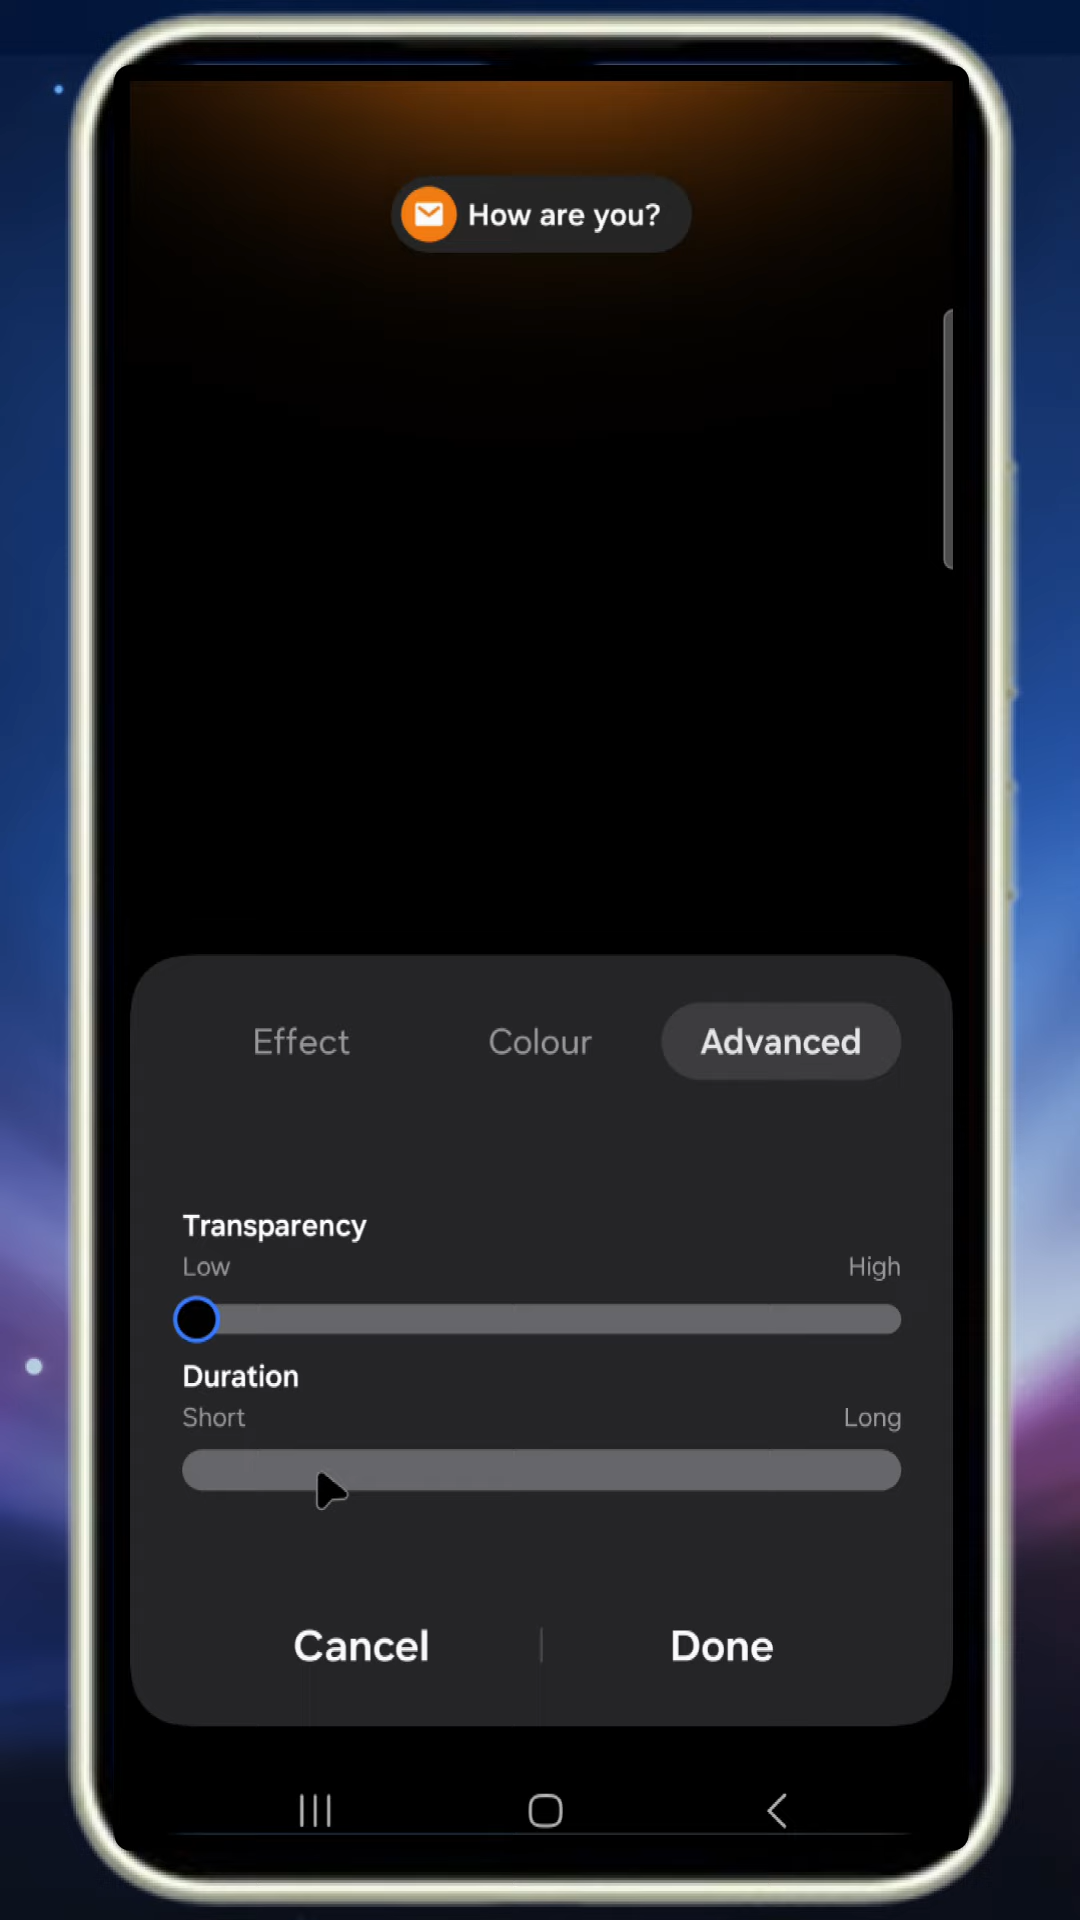 How are you?
Effect
Colour
Advanced
Transparency
Low
High
Duration
Short
Long
Cancel
Done